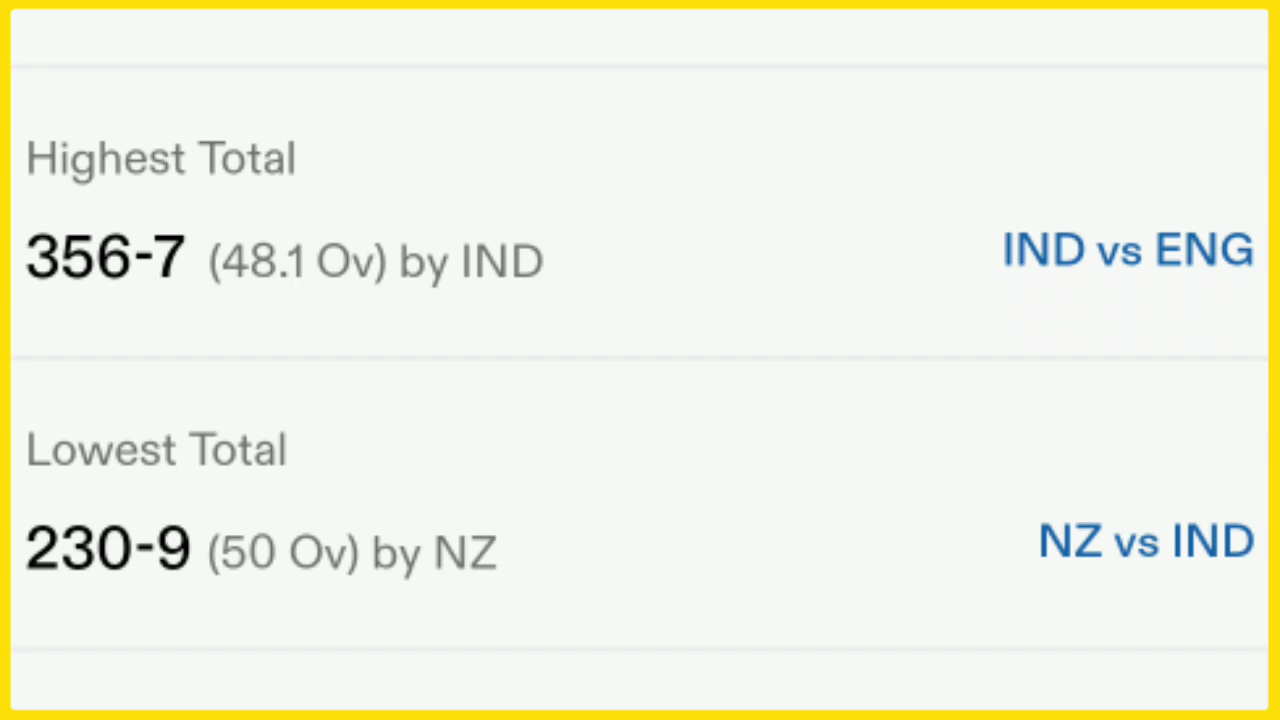 Highest Total
356-7 (48.1 Ov) by IND IND vs ENG
Lowest Total
230-9 (50 Ov) by NZ NZ vs IND